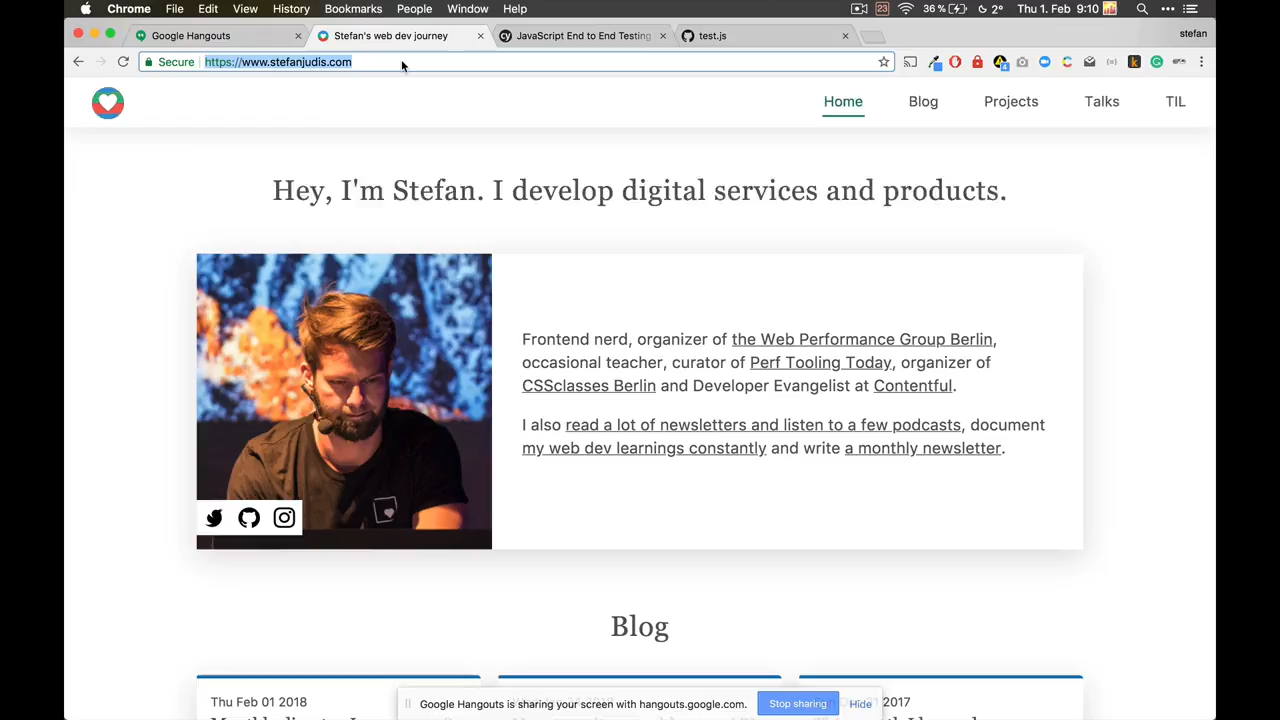 Chrome File Edit View History Bookmarks People Window Help 23 36 % 2° Thu 1. Feb 9:10
Google Hangouts Stefan's web dev journey cy JavaScript End to End Testing test.js stefan
Secure https://www.stefanjudis.com
Home Blog Projects Talks TIL
Hey, I'm Stefan. I develop digital services and products.
Frontend nerd, organizer of the Web Performance Group Berlin,
occasional teacher, curator of Perf Tooling Today, organizer of
CSSclasses Berlin and Developer Evangelist at Contentful.
I also read a lot of newsletters and listen to a few podcasts, document
my web dev learnings constantly and write a monthly newsletter.
Blog
Thu Feb 01 2018 2017
Google Hangouts is sharing your screen with hangouts.google.com. Stop sharing Hide